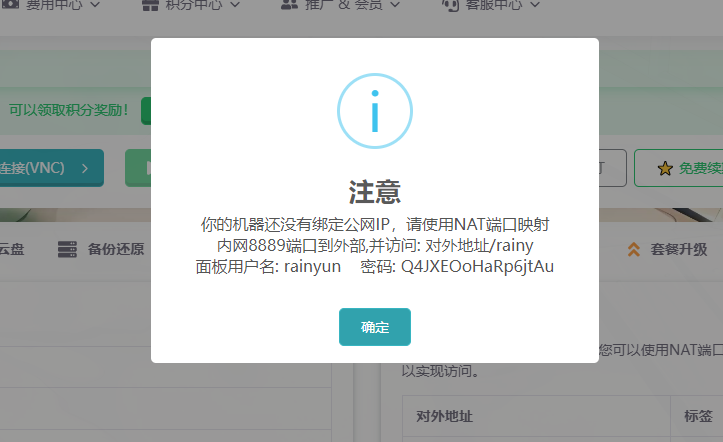 费用中心
积分中心
推广 & 会员
客服中心
可以领取积分奖励！
连接(VNC)
免费续
云盘
备份还原
套餐升级
i
注意
你的机器还没有绑定公网IP，请使用NAT端口映射
内网8889端口到外部,并访问: 对外地址/rainy
面板用户名: rainyun 密码: Q4JXEOoHaRp6jtAu
确定
您可以使用NAT端口
以实现访问。
对外地址
标签